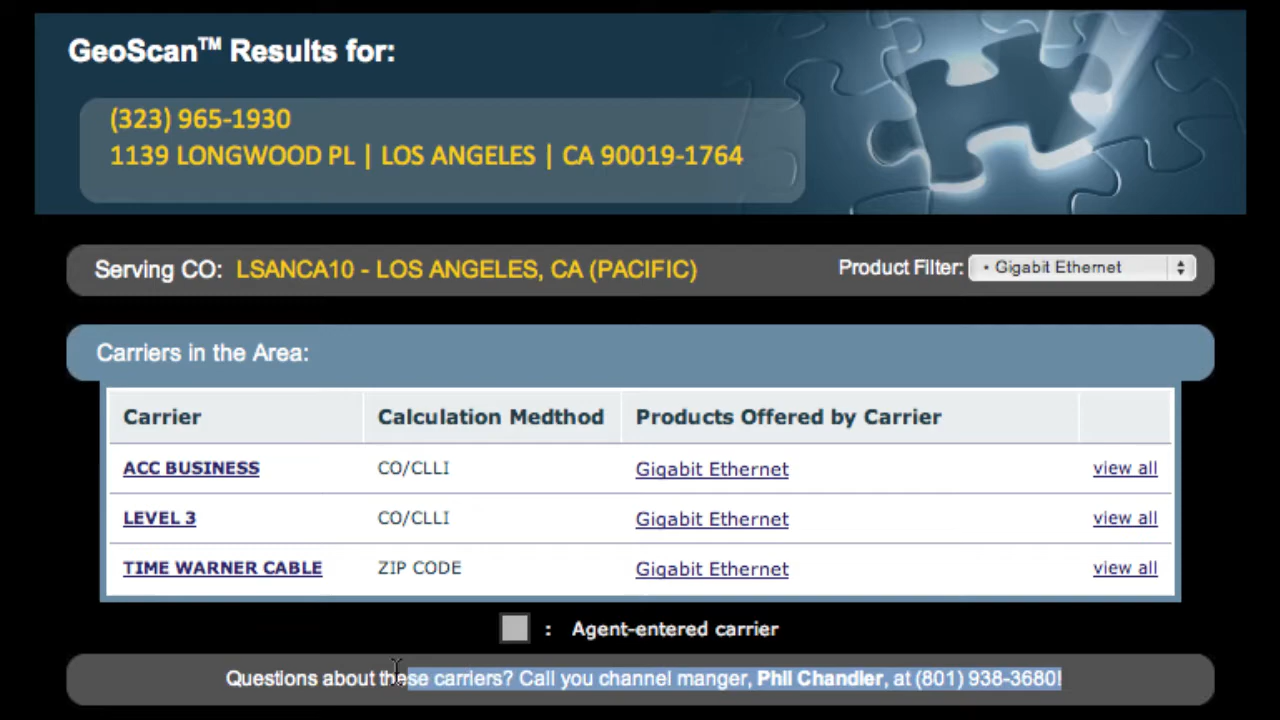 GeoScan™ Results for:
(323) 965-1930
1139 LONGWOOD PL | LOS ANGELES | CA 90019-1764
Serving CO: LSANCA10 - LOS ANGELES, CA (PACIFIC) Product Filter: • Gigabit Ethernet
Carriers in the Area:
Carrier Calculation Medthod Products Offered by Carrier
ACC BUSINESS CO/CLLI Gigabit Ethernet view all
LEVEL 3 CO/CLLI Gigabit Ethernet view all
TIME WARNER CABLE ZIP CODE Gigabit Ethernet view all
: Agent-entered carrier
Questions about these carriers? Call you channel manger, Phil Chandler, at (801) 938-3680!